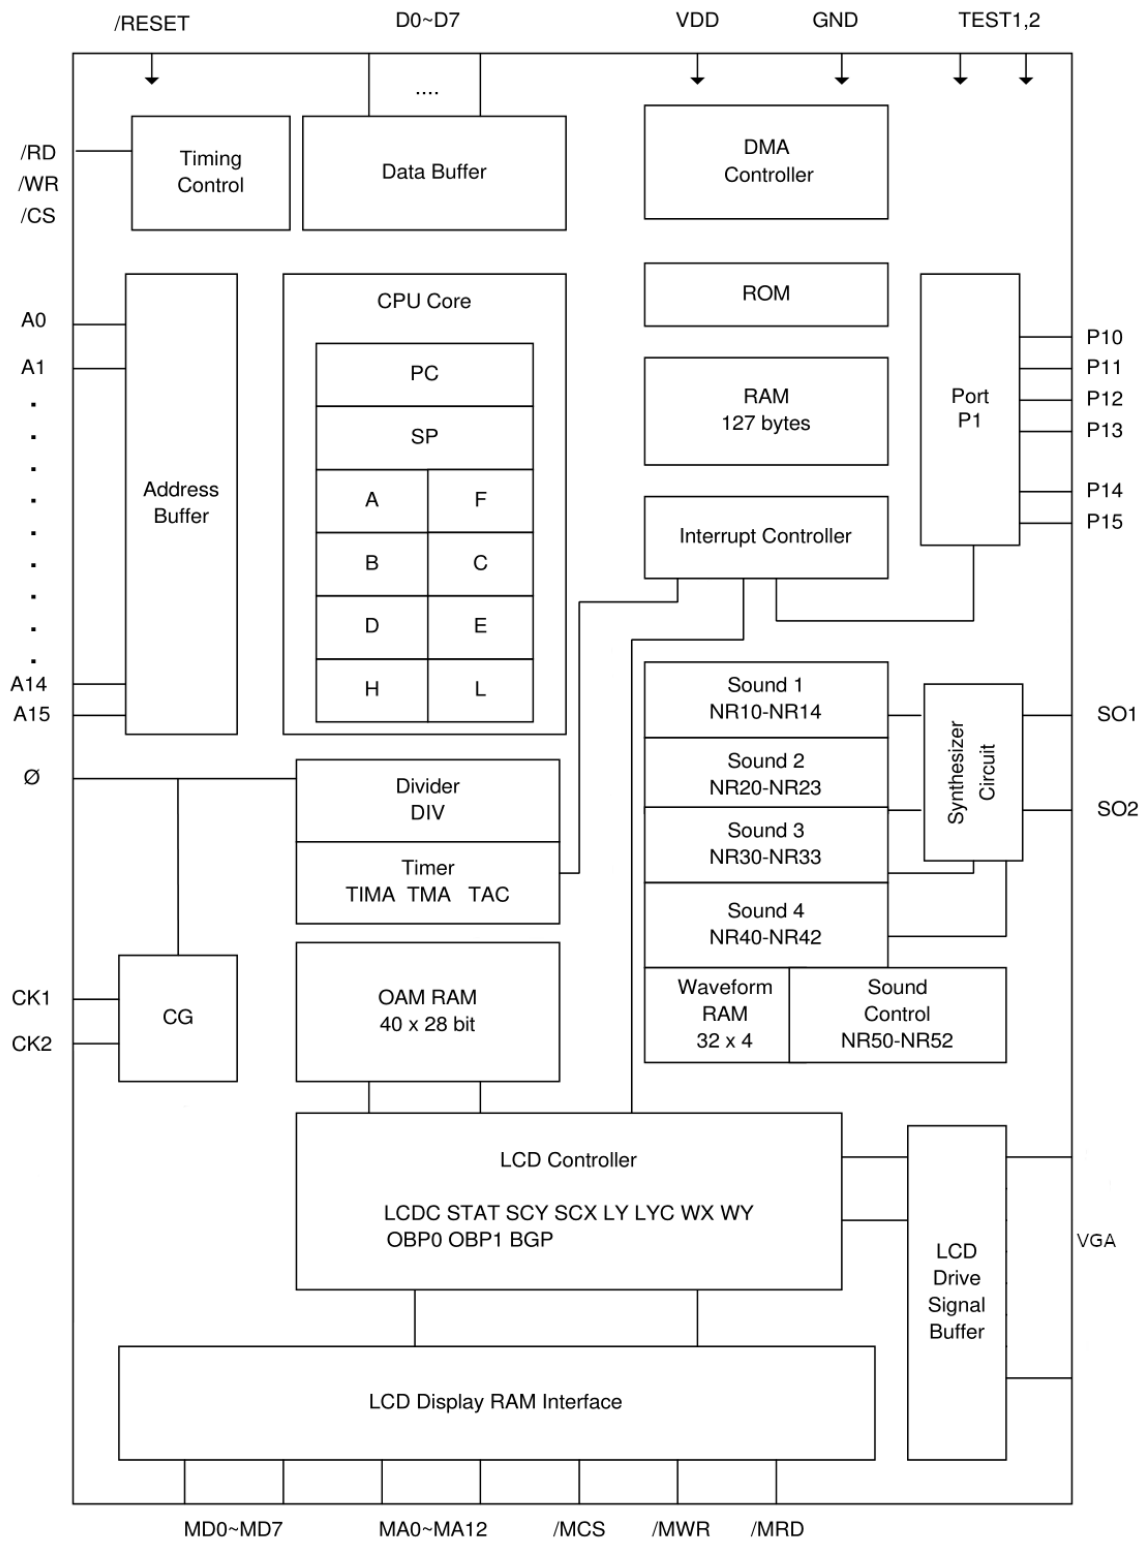 /RESET
D0~D7
VDD
GND
TEST1,2
....
/RD
/WR
/CS
Timing
Control
Data Buffer
DMA
Controller
A0
A1
A14
A15
Address
Buffer
CPU Core
PC
SP
A
F
B
C
D
E
H
L
ROM
RAM
127 bytes
Interrupt Controller
Port
P1
P10
P11
P12
P13
P14
P15
Sound 1
NR10-NR14
Sound 2
NR20-NR23
Sound 3
NR30-NR33
Sound 4
NR40-NR42
Waveform
RAM
32 x 4
Sound
Control
NR50-NR52
Synthesizer
Circuit
SO1
SO2
Ø
Divider
DIV
Timer
TIMA TMA TAC
CK1
CK2
CG
OAM RAM
40 x 28 bit
LCD Controller
LCDC STAT SCY SCX LY LYC WX WY
OBP0 OBP1 BGP
LCD
Drive
Signal
Buffer
VGA
LCD Display RAM Interface
MD0~MD7
MA0~MA12
/MCS
/MWR
/MRD